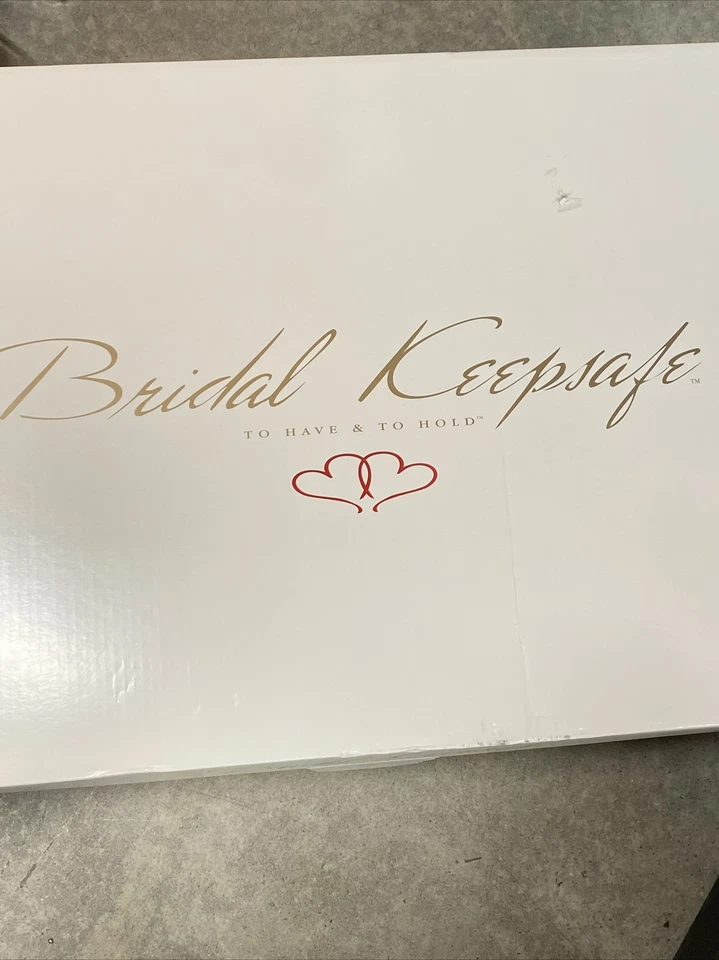 Bridal Keepsafe™
TO HAVE & TO HOLD™